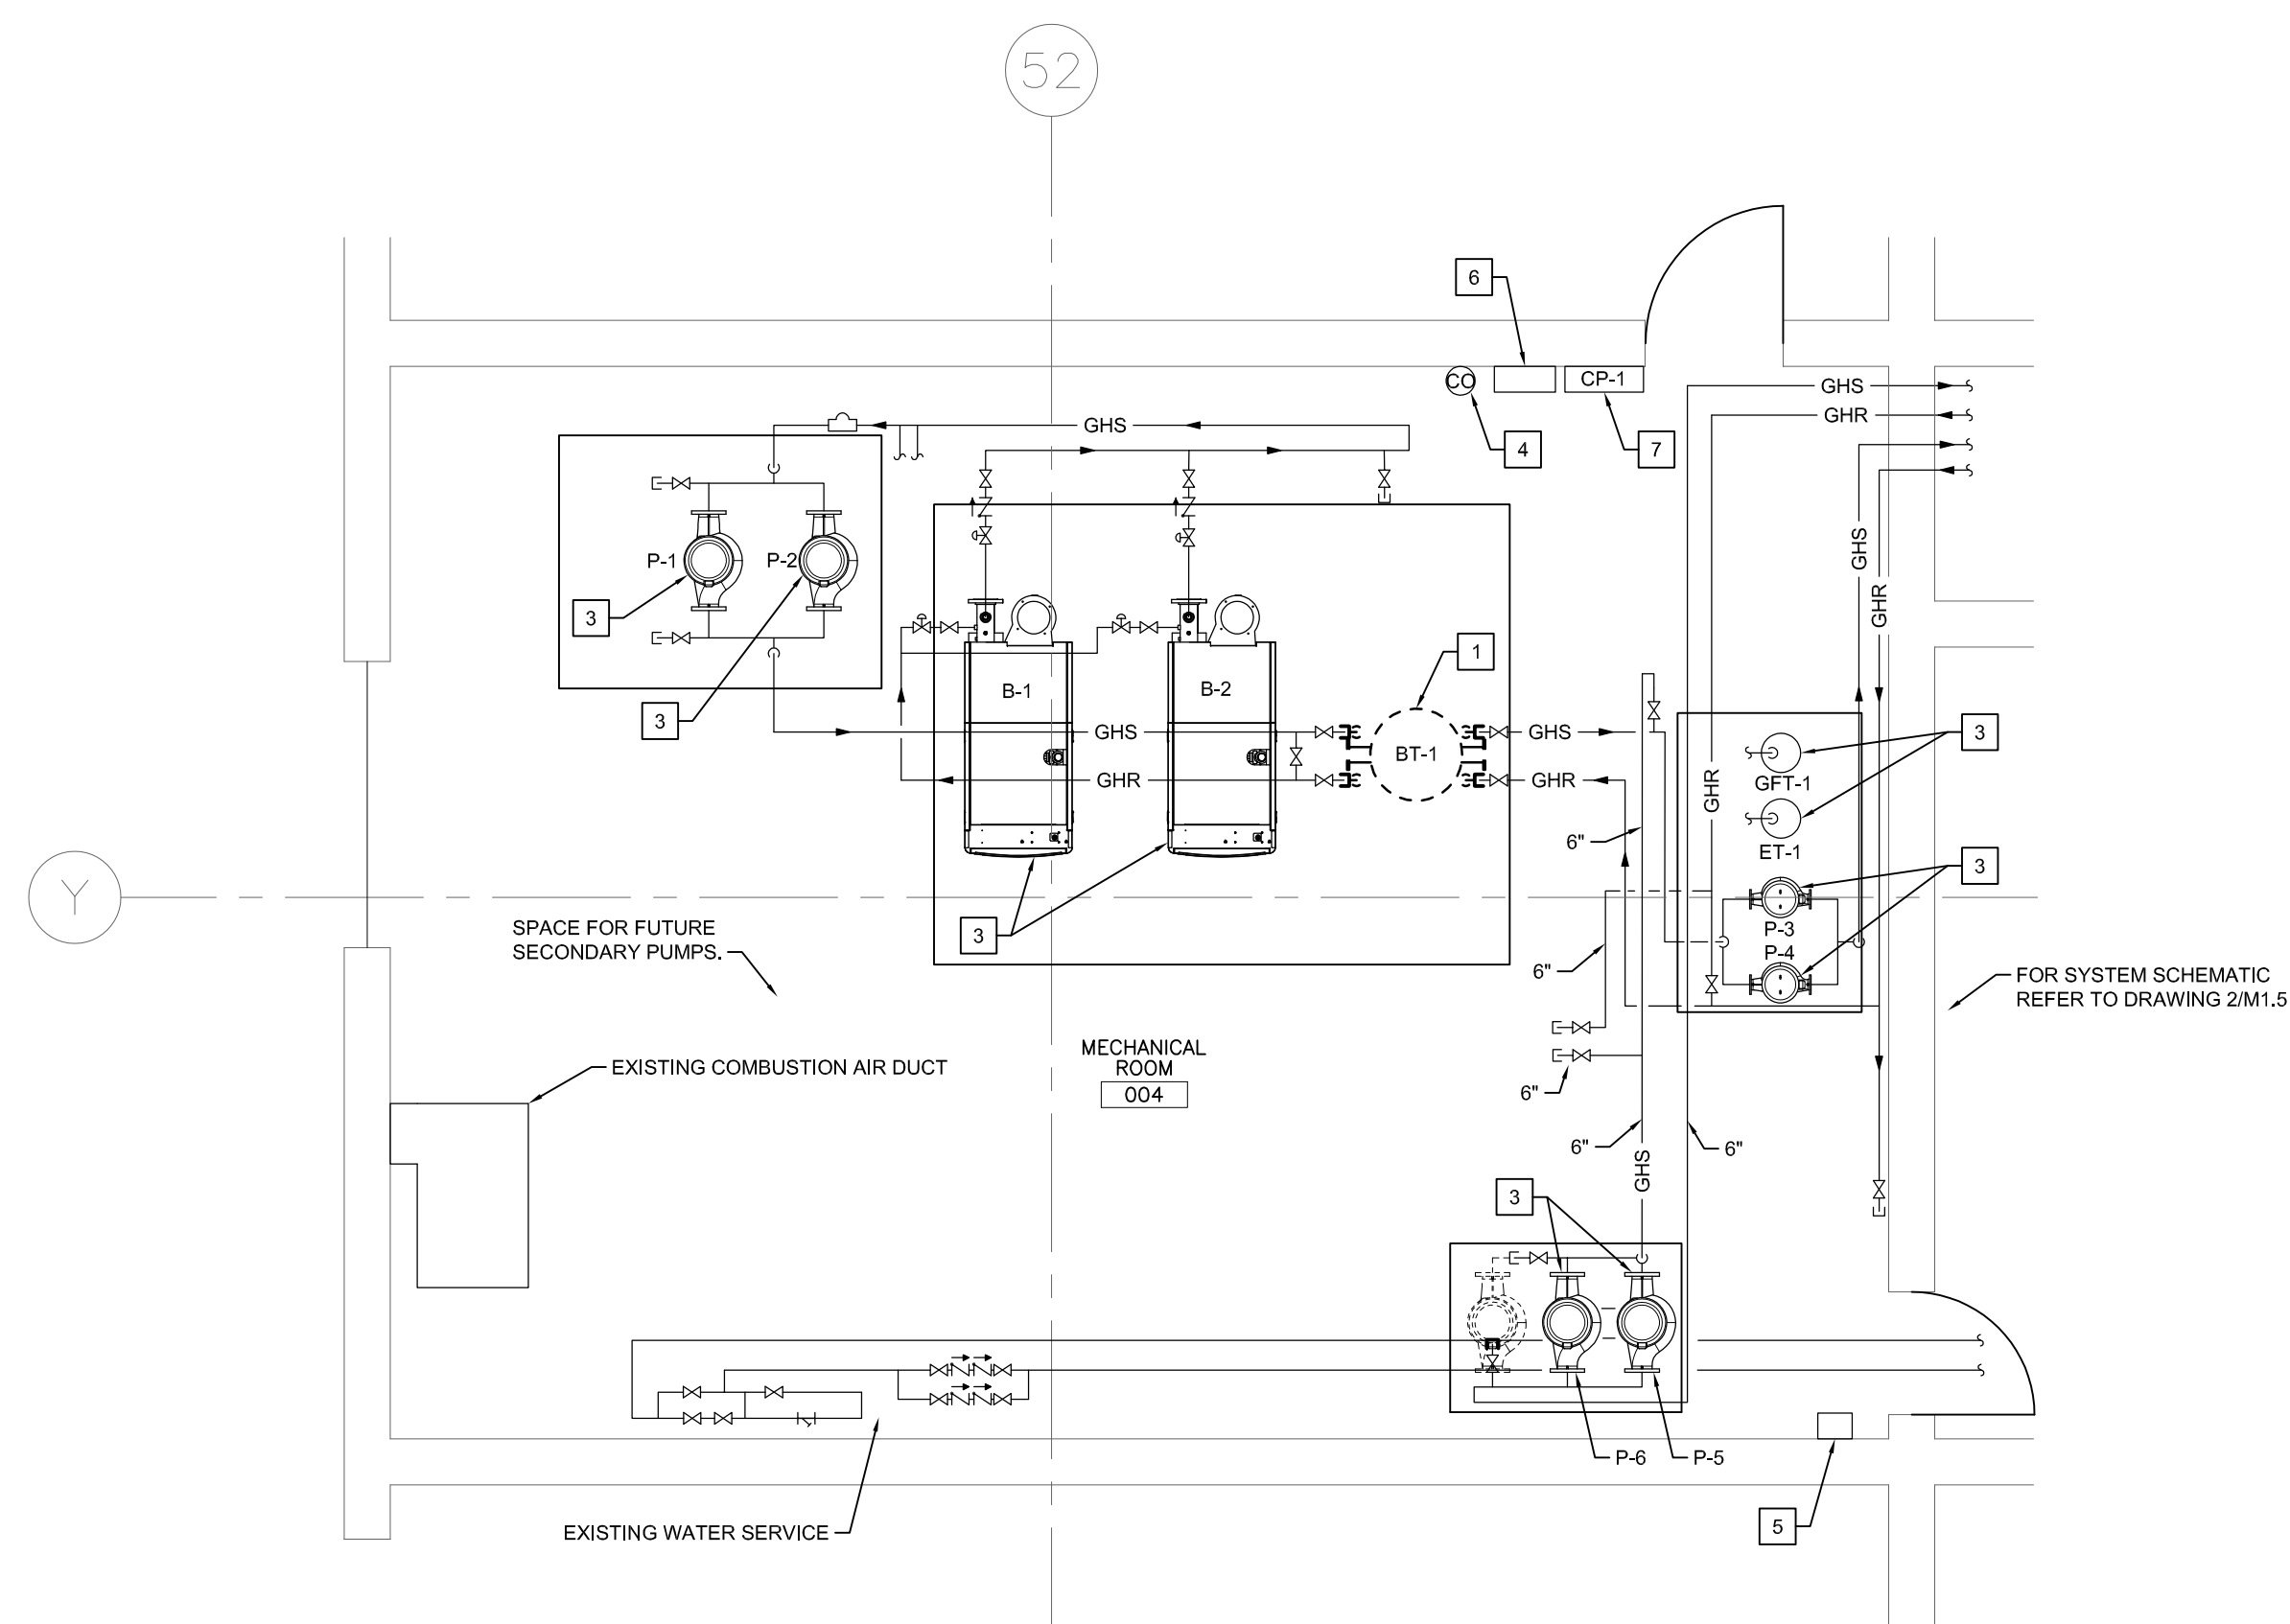 52
6
CO
CP-1
GHS
GHR
4
7
GHS
P-1
P-2
3
3
GHS
GHR
1
B-1
B-2
GHS
BT-1
GHS
GHR
GHR
GHR
3
GFT-1
ET-1
6"
3
3
P-3
P-4
Y
SPACE FOR FUTURE
SECONDARY PUMPS.
6"
FOR SYSTEM SCHEMATIC
REFER TO DRAWING 2/M1.5
MECHANICAL
ROOM
004
EXISTING COMBUSTION AIR DUCT
6"
6"
6"
GHS
3
P-6
P-5
EXISTING WATER SERVICE
5